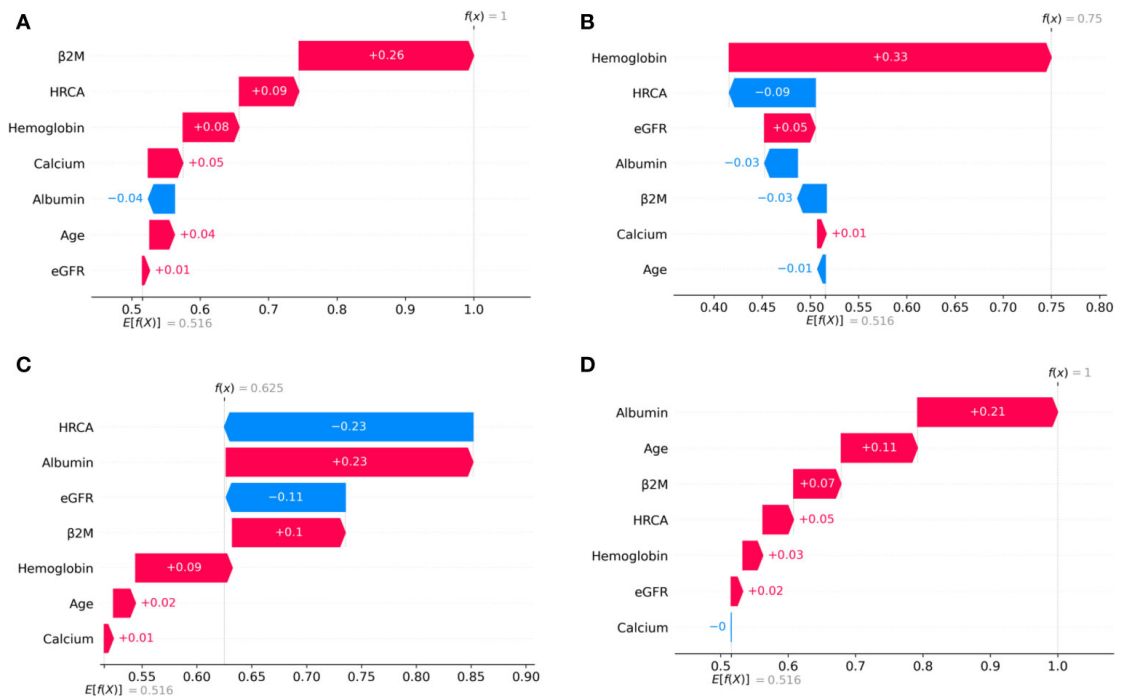 A
f(x) = 1
β2M
+0.26
HRCA
+0.09
Hemoglobin
+0.08
Calcium
+0.05
Albumin
−0.04
Age
+0.04
eGFR
+0.01
0.5 0.6 0.7 0.8 0.9 1.0
E[f(X)] = 0.516
B
f(x) = 0.75
Hemoglobin
+0.33
HRCA
−0.09
eGFR
+0.05
Albumin
−0.03
β2M
−0.03
Calcium
+0.01
Age
−0.01
0.40 0.45 0.50 0.55 0.60 0.65 0.70 0.75 0.80
E[f(X)] = 0.516
C
f(x) = 0.625
HRCA
−0.23
Albumin
+0.23
eGFR
−0.11
β2M
+0.1
Hemoglobin
+0.09
Age
+0.02
Calcium
+0.01
0.55 0.60 0.65 0.70 0.75 0.80 0.85 0.90
E[f(X)] = 0.516
D
f(x) = 1
Albumin
+0.21
Age
+0.11
β2M
+0.07
HRCA
+0.05
Hemoglobin
+0.03
eGFR
+0.02
Calcium
−0
0.5 0.6 0.7 0.8 0.9 1.0
E[f(X)] = 0.516